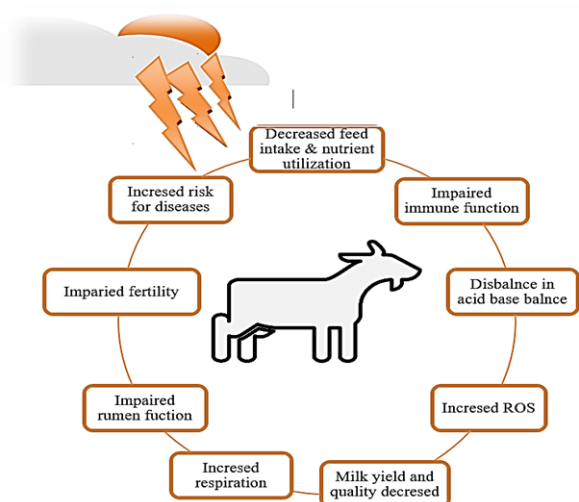 Decreased feed
intake & nutrient
utilization
Impaired
immune function
Disbalnce in
acid base balnce
Incresed ROS
Milk yield and
quality decresed
Incresed
respiration
Impaired
rumen fuction
Imparied fertility
Incresed risk
for diseases